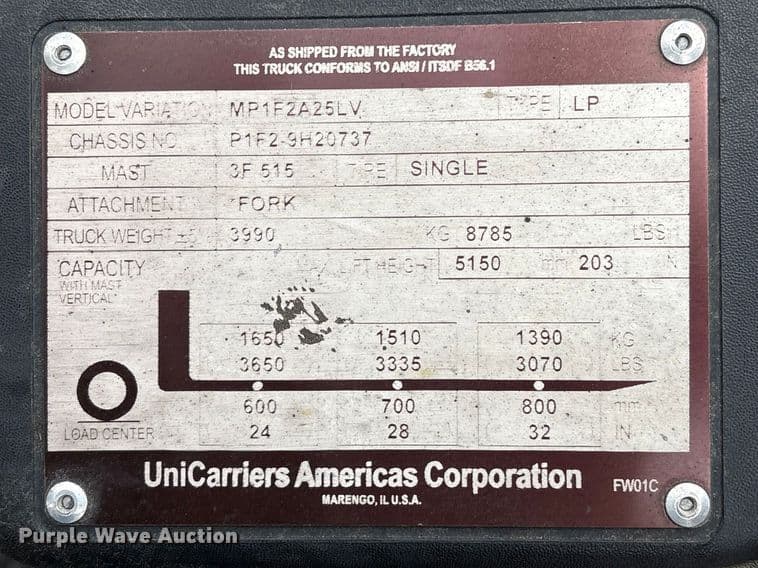 AS SHIPPED FROM THE FACTORY
THIS TRUCK CONFORMS TO ANSI / ITSDF B56.1
MODEL VARIATION MP1F2A25LV TYPE LP
CHASSIS NO P1F2-9H20737
MAST 3F 515 TIRE SINGLE
ATTACHMENT FORK
TRUCK WEIGHT ±5% 3990 KG 8785 LBS
CAPACITY MAX LIFT HEIGHT 5150 mm 203 IN
WITH MAST
VERTICAL
1650 1510 1390 KG
3650 3335 3070 LBS
600 700 800 mm
LOAD CENTER 24 28 32 IN
UniCarriers Americas Corporation FW01C
MARENGO, IL U.S.A.
Purple Wave Auction